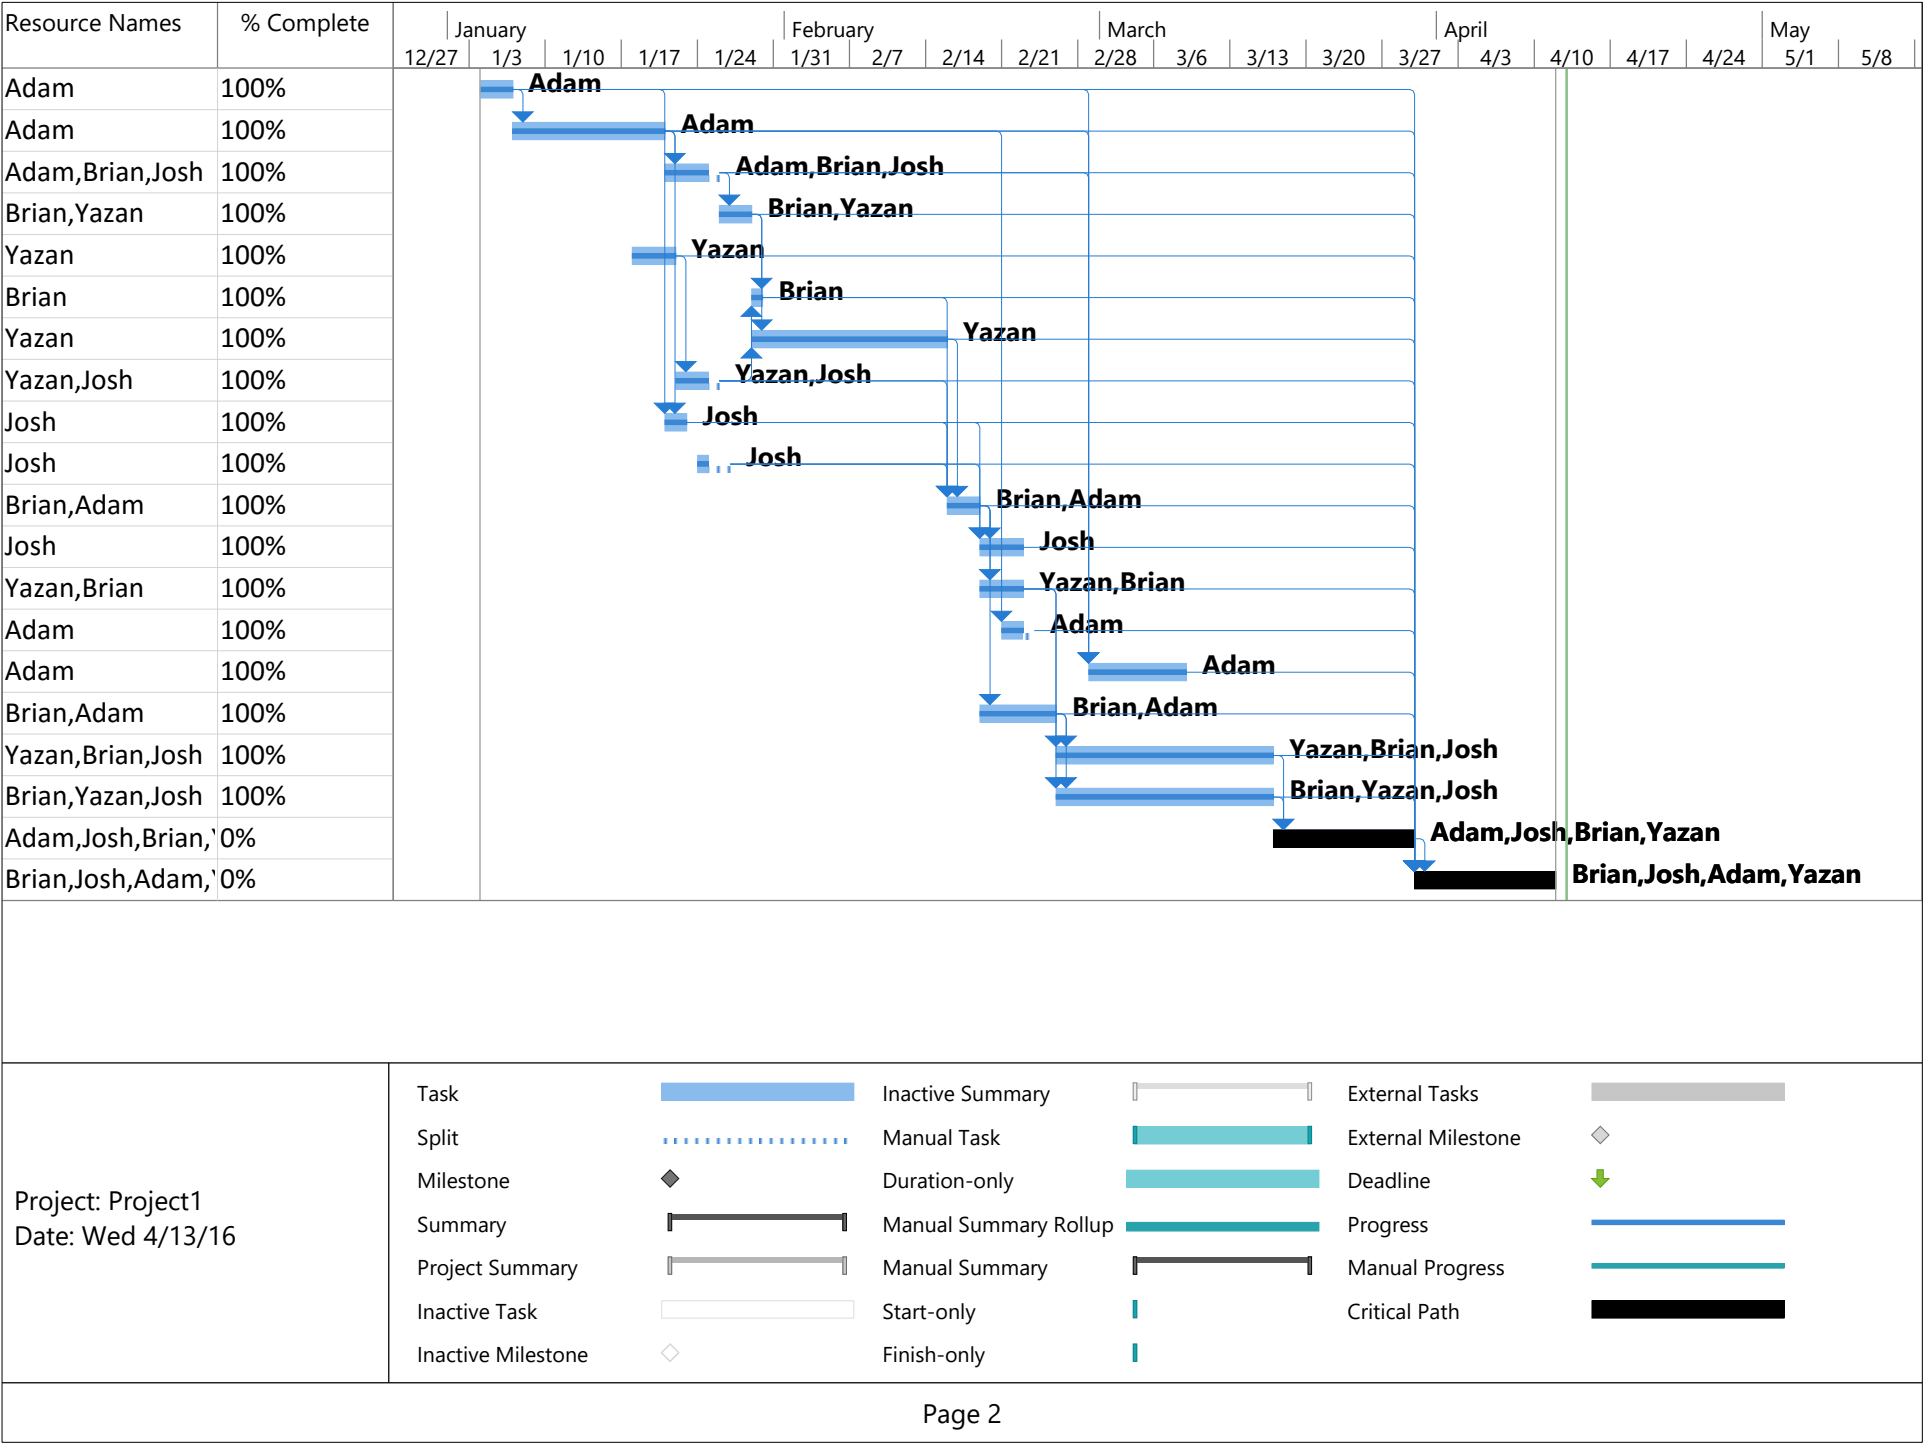 Resource Names % Complete January February March April May
12/27 1/3 1/10 1/17 1/24 1/31 2/7 2/14 2/21 2/28 3/6 3/13 3/20 3/27 4/3 4/10 4/17 4/24 5/1 5/8
Adam 100% Adam
Adam 100% Adam
Adam,Brian,Josh 100% Adam,Brian,Josh
Brian,Yazan 100% Brian,Yazan
Yazan 100% Yazan
Brian 100% Brian
Yazan 100% Yazan
Yazan,Josh 100% Yazan,Josh
Josh 100% Josh
Josh 100% Josh
Brian,Adam 100% Brian,Adam
Josh 100% Josh
Yazan,Brian 100% Yazan,Brian
Adam 100% Adam
Adam 100% Adam
Brian,Adam 100% Brian,Adam
Yazan,Brian,Josh 100% Yazan,Brian,Josh
Brian,Yazan,Josh 100% Brian,Yazan,Josh
Adam,Josh,Brian, 0% Adam,Josh,Brian,Yazan
Brian,Josh,Adam, 0% Brian,Josh,Adam,Yazan
Project: Project1
Date: Wed 4/13/16
Task Inactive Summary External Tasks
Split Manual Task External Milestone
Milestone Duration-only Deadline
Summary Manual Summary Rollup Progress
Project Summary Manual Summary Manual Progress
Inactive Task Start-only Critical Path
Inactive Milestone Finish-only
Page 2